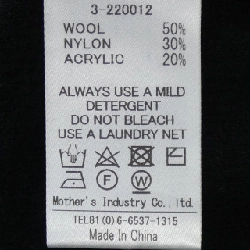 3-220012
WOOL 50%
NYLON 30%
ACRYLIC 20%
ALWAYS USE A MILD
DETERGENT
DO NOT BLEACH
USE A LAUNDRY NET
F W
Mother's Industry Co., ltd.
TEL81(0)6-6537-1315
Made In China